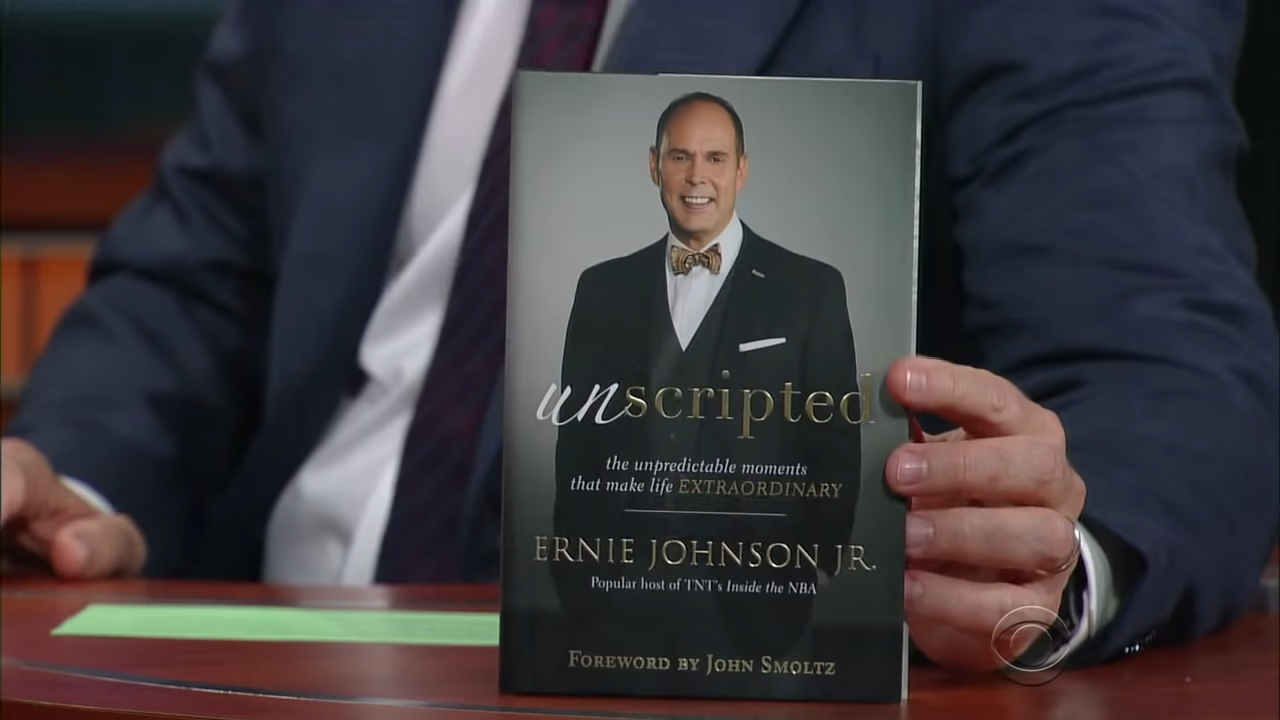 unscripted
the unpredictable moments
that make life EXTRAORDINARY
ERNIE JOHNSON JR.
Popular host of TNT's Inside the NBA
FOREWORD BY JOHN SMOLTZ